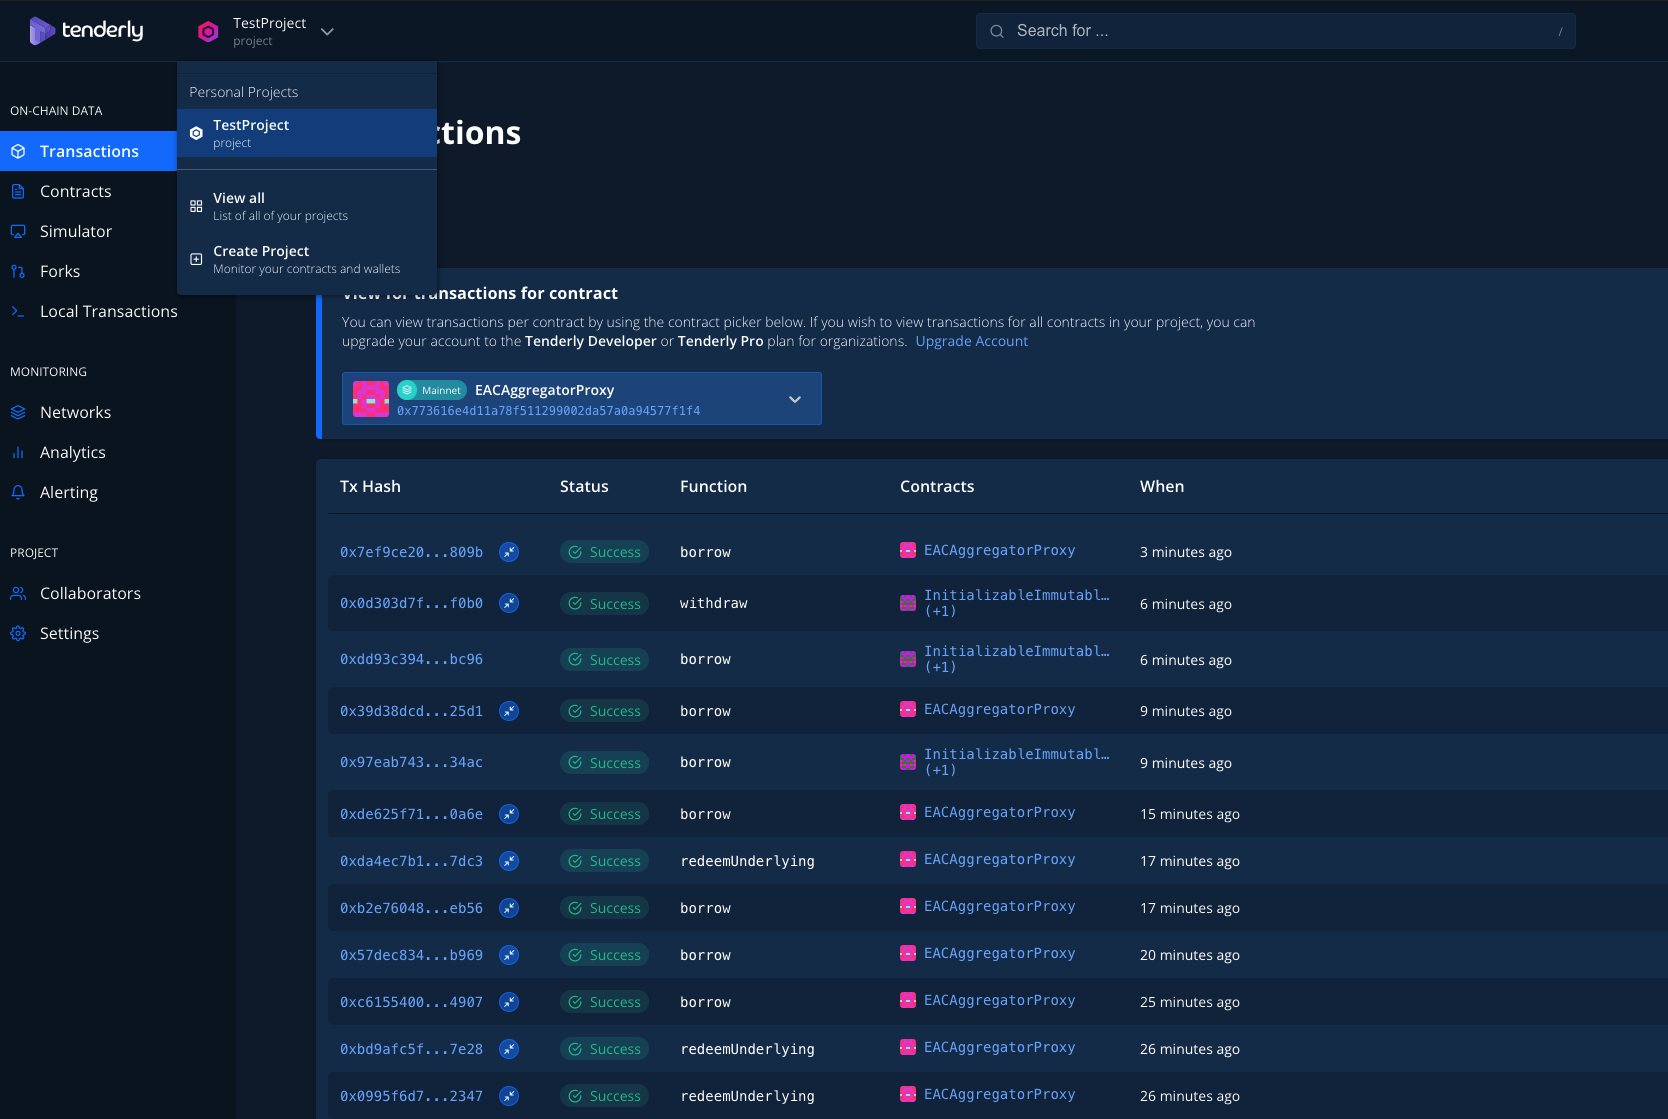 tenderly
TestProject
project
Search for ...
/
ON-CHAIN DATA
Transactions
Contracts
Simulator
Forks
Local Transactions
MONITORING
Networks
Analytics
Alerting
PROJECT
Collaborators
Settings
Personal Projects
TestProject
project
View all
List of all of your projects
Create Project
Monitor your contracts and wallets
ctions
View for transactions for contract
You can view transactions per contract by using the contract picker below. If you wish to view transactions for all contracts in your project, you can
upgrade your account to the Tenderly Developer or Tenderly Pro plan for organizations. Upgrade Account
Mainnet EACAggregatorProxy
0x773616e4d11a78f511299002da57a0a94577f1f4
Tx Hash Status Function Contracts When
0x7ef9ce20...809b Success borrow EACAggregatorProxy 3 minutes ago
0x0d303d7f...f0b0 Success withdraw InitializableImmutabl… (+1) 6 minutes ago
0xdd93c394...bc96 Success borrow InitializableImmutabl… (+1) 6 minutes ago
0x39d38dcd...25d1 Success borrow EACAggregatorProxy 9 minutes ago
0x97eab743...34ac Success borrow InitializableImmutabl… (+1) 9 minutes ago
0xde625f71...0a6e Success borrow EACAggregatorProxy 15 minutes ago
0xda4ec7b1...7dc3 Success redeemUnderlying EACAggregatorProxy 17 minutes ago
0xb2e76048...eb56 Success borrow EACAggregatorProxy 17 minutes ago
0x57dec834...b969 Success borrow EACAggregatorProxy 20 minutes ago
0xc6155400...4907 Success borrow EACAggregatorProxy 25 minutes ago
0xbd9afc5f...7e28 Success redeemUnderlying EACAggregatorProxy 26 minutes ago
0x0995f6d7...2347 Success redeemUnderlying EACAggregatorProxy 26 minutes ago